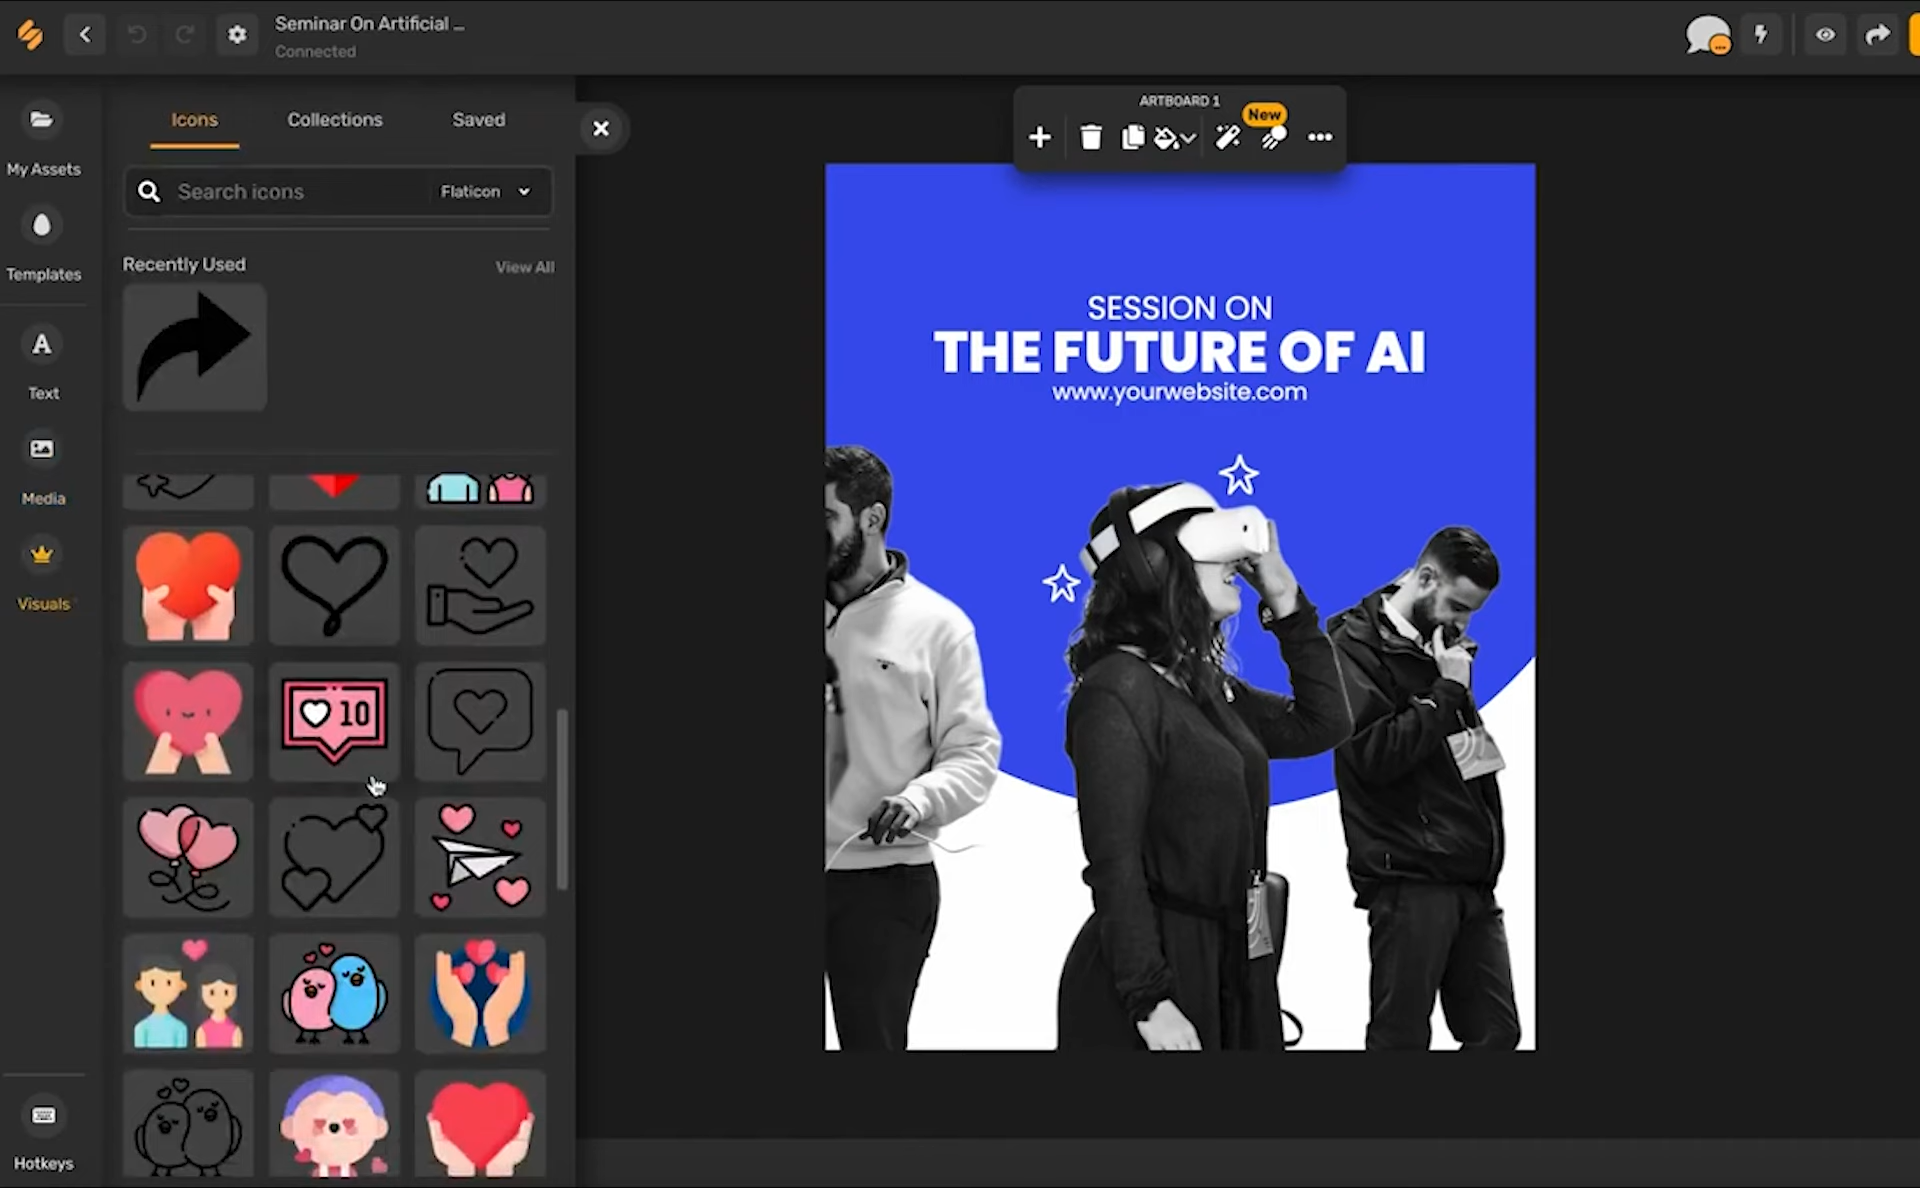 Seminar On Artificial ...
Connected
My Assets
Templates
Text
Media
Visuals
Hotkeys
Icons
Collections
Saved
Search icons
Flaticon
Recently Used
View All
10
ARTBOARD 1
New
SESSION ON
THE FUTURE OF AI
www.yourwebsite.com